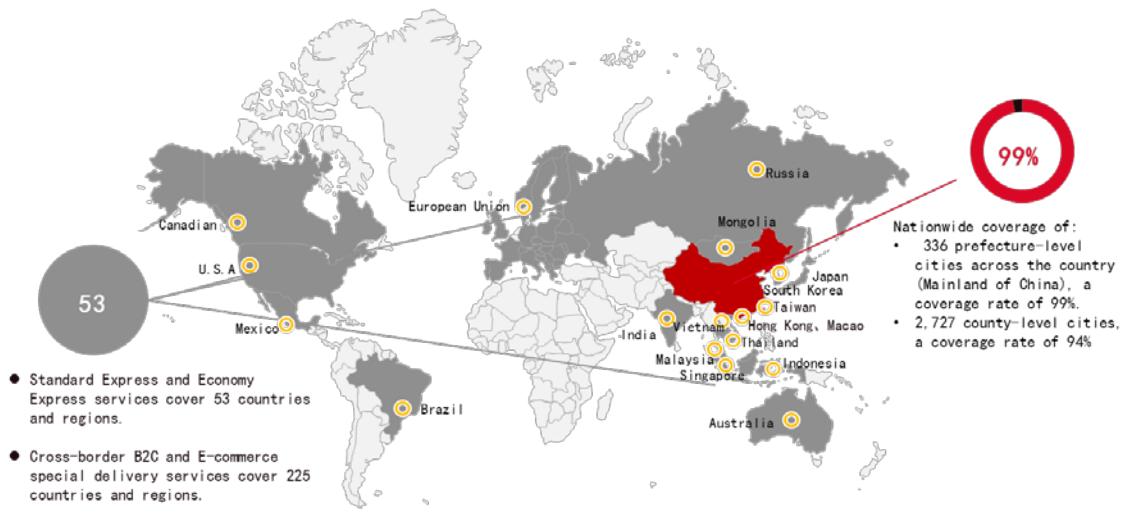 99%
Russia
European Union
Mongolia
Canadian
Nationwide coverage of:
• 336 prefecture-level
cities across the country
(Mainland of China), a
coverage rate of 99%.
• 2,727 county-level cities,
a coverage rate of 94%
U.S.A
Japan
South Korea
53
Taiwan
Mexico
India
Vietnam
Hong Kong、Macao
Thailand
Malaysia
Indonesia
Singapore
● Standard Express and Economy
Express services cover 53 countries
and regions.
Brazil
Australia
● Cross-border B2C and E-commerce
special delivery services cover 225
countries and regions.